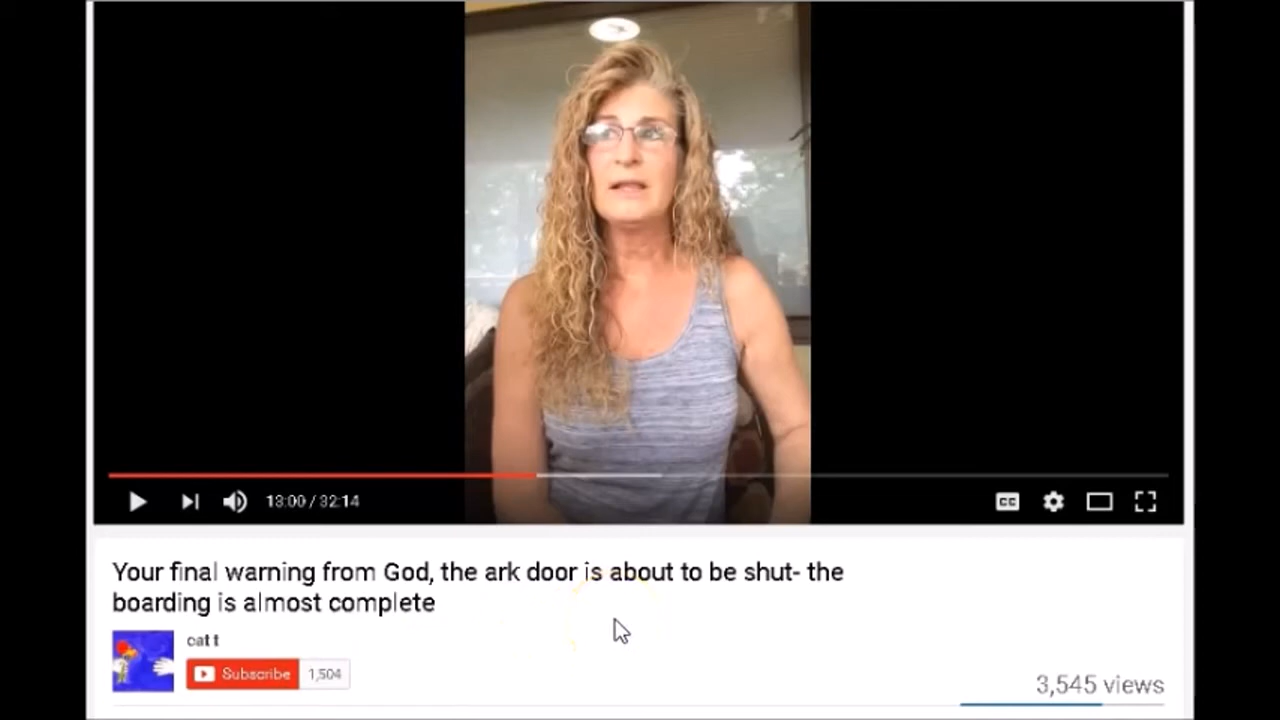 13:00 / 32:14
CC
Your final warning from God, the ark door is about to be shut- the
boarding is almost complete
cat t
Subscribe 1,504
3,545 views